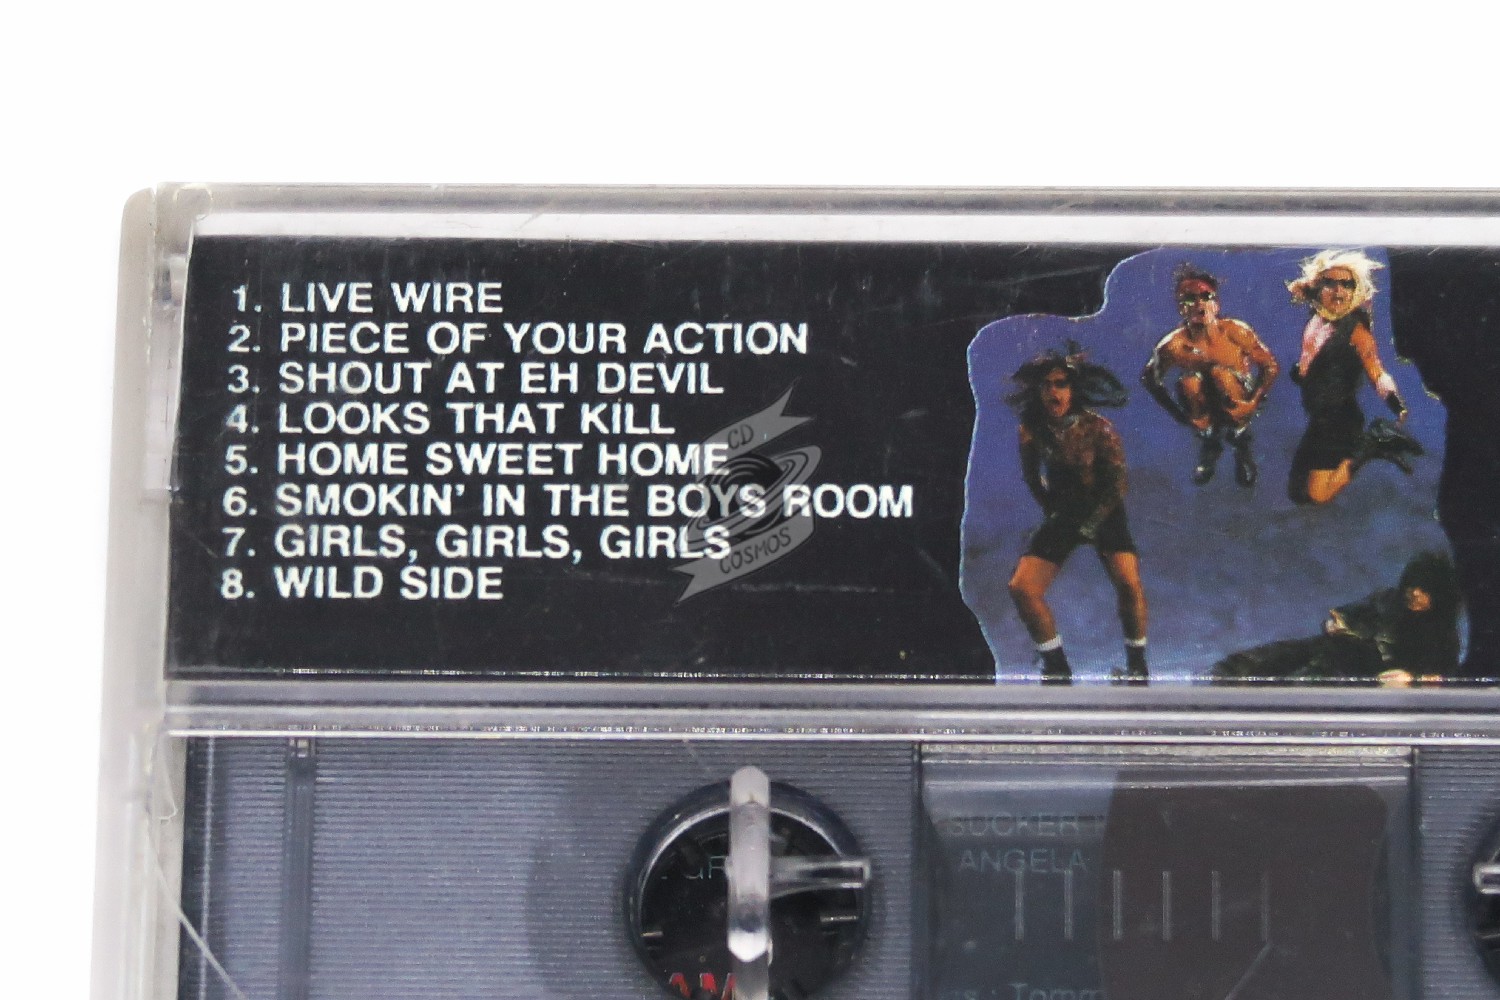 1. LIVE WIRE
2. PIECE OF YOUR ACTION
3. SHOUT AT EH DEVIL
4. LOOKS THAT KILL
5. HOME SWEET HOME
6. SMOKIN' IN THE BOYS ROOM
7. GIRLS, GIRLS, GIRLS
8. WILD SIDE
CD
COSMOS
SUCKER
ANGELA